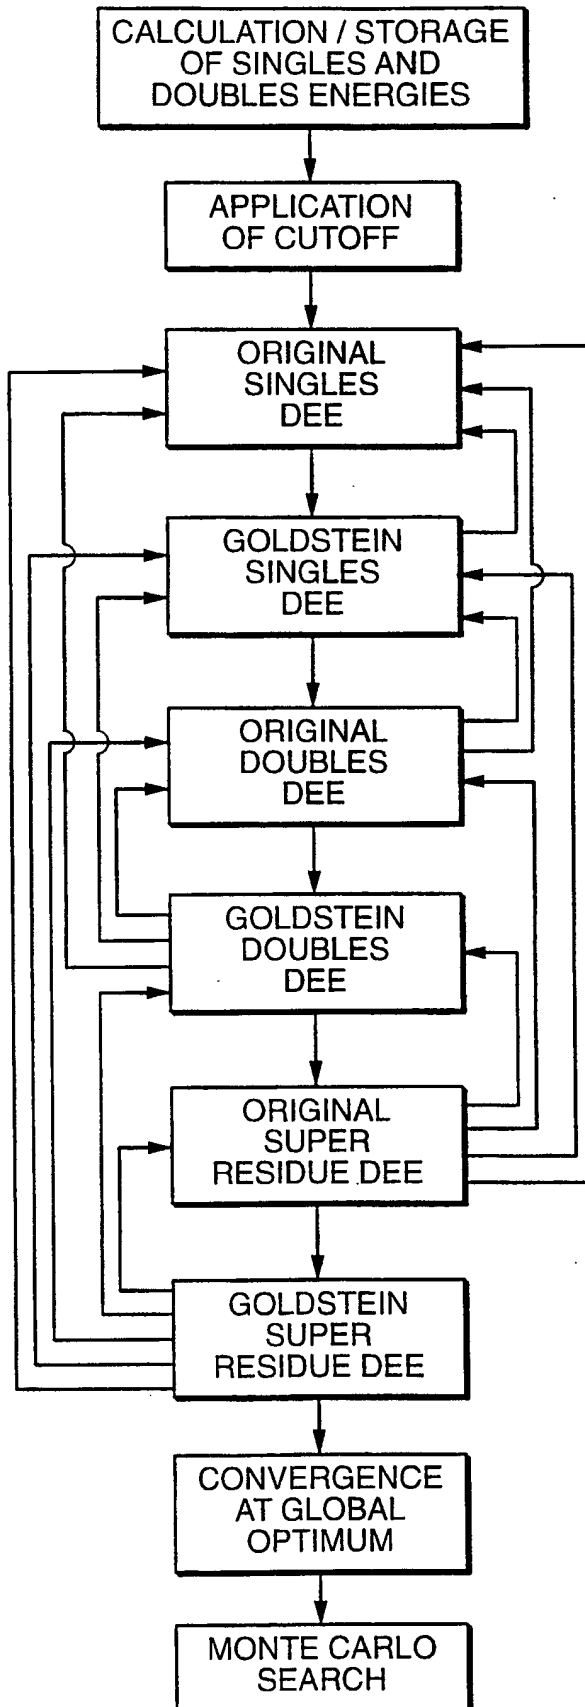 CALCULATION / STORAGE
OF SINGLES AND
DOUBLES ENERGIES
APPLICATION
OF CUTOFF
ORIGINAL
SINGLES
DEE
GOLDSTEIN
SINGLES
DEE
ORIGINAL
DOUBLES
DEE
GOLDSTEIN
DOUBLES
DEE
ORIGINAL
SUPER
RESIDUE DEE
GOLDSTEIN
SUPER
RESIDUE DEE
CONVERGENCE
AT GLOBAL
OPTIMUM
MONTE CARLO
SEARCH